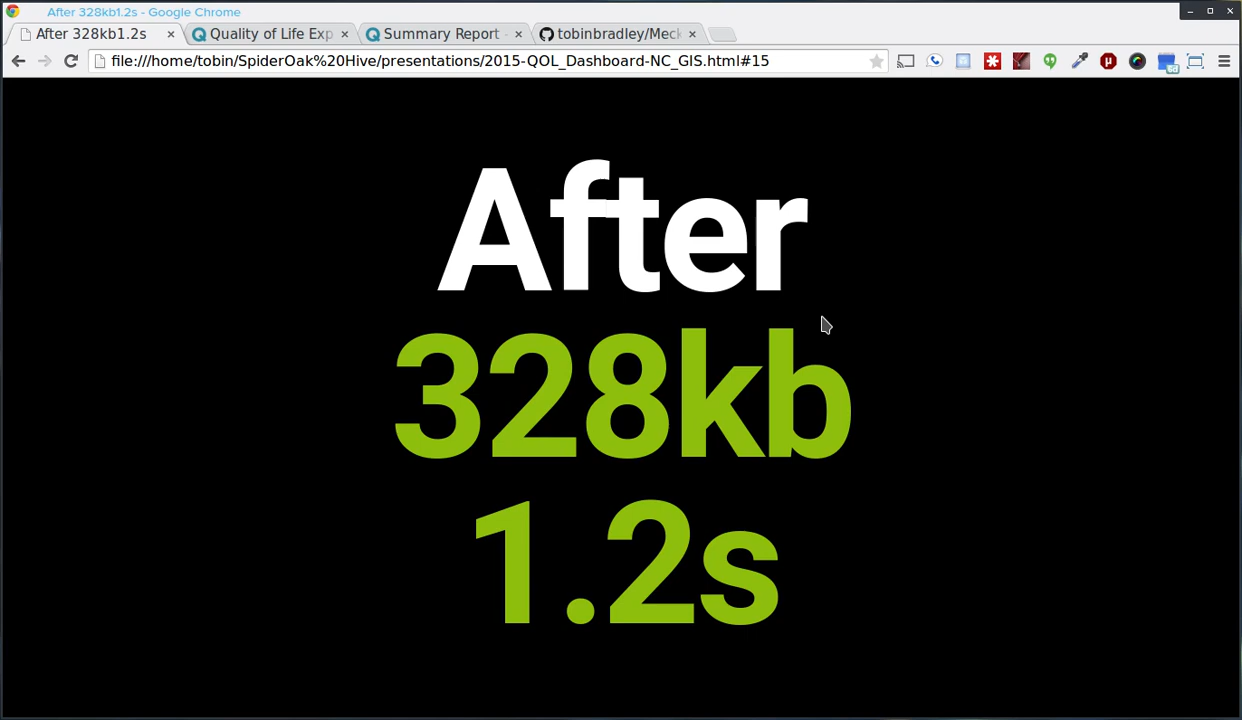 After 328kb1.2s - Google Chrome
After 328kb1.2s
Quality of Life Exp
Summary Report
tobinbradley/Meck
file:///home/tobin/SpiderOak%20Hive/presentations/2015-QOL_Dashboard-NC_GIS.html#15
After
328kb
1.2s